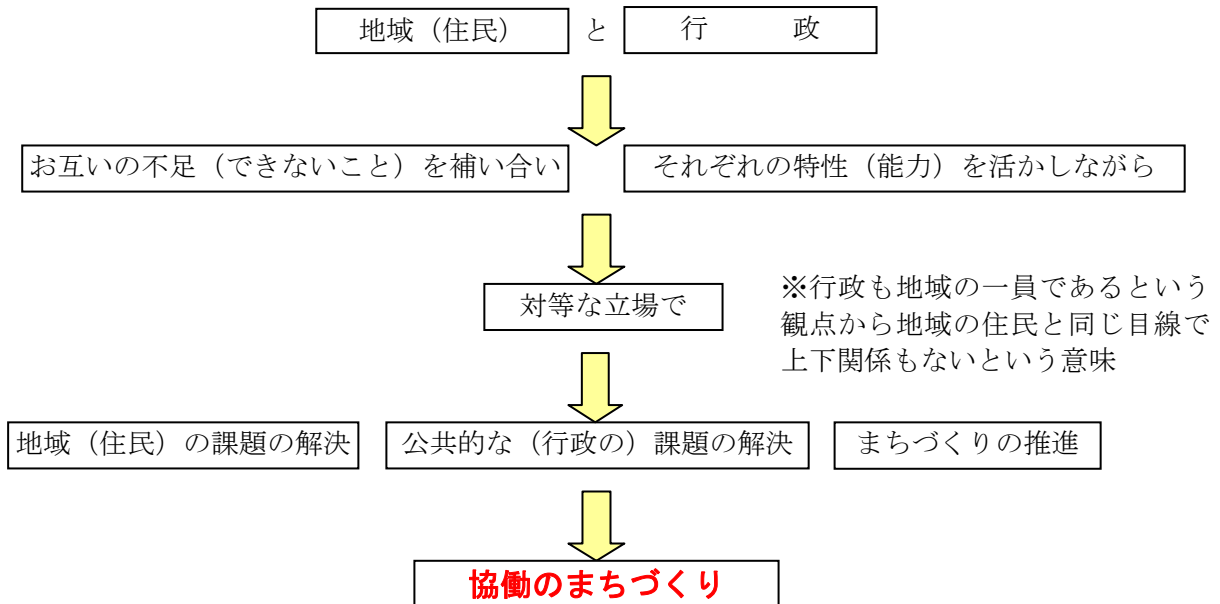 地域（住民） と 行　　　政
お互いの不足（できないこと）を補い合い それぞれの特性（能力）を活かしながら
対等な立場で
※行政も地域の一員であるという
観点から地域の住民と同じ目線で
上下関係もないという意味
地域（住民）の課題の解決 公共的な（行政の）課題の解決 まちづくりの推進
協働のまちづくり